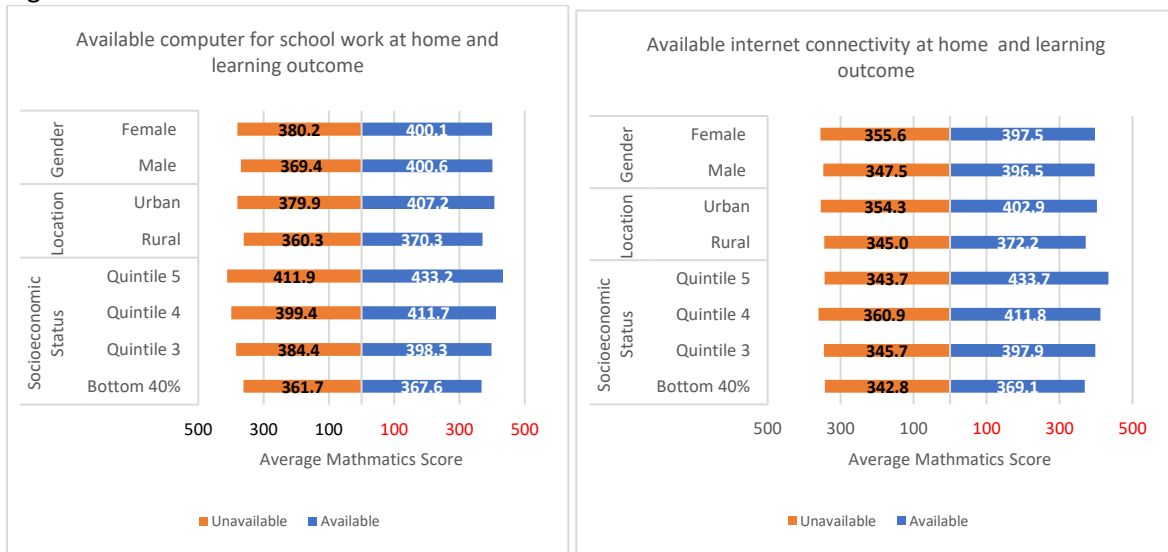 Available computer for school work at home and
learning outcome
Gender
Female 380.2 400.1
Male 369.4 400.6
Location
Urban 379.9 407.2
Rural 360.3 370.3
Socioeconomic
Status
Quintile 5 411.9 433.2
Quintile 4 399.4 411.7
Quintile 3 384.4 398.3
Bottom 40% 361.7 367.6
500 300 100 100 300 500
Average Mathmatics Score
Unavailable Available
Available internet connectivity at home and learning
outcome
Gender
Female 355.6 397.5
Male 347.5 396.5
Location
Urban 354.3 402.9
Rural 345.0 372.2
Socioeconomic
Status
Quintile 5 343.7 433.7
Quintile 4 360.9 411.8
Quintile 3 345.7 397.9
Bottom 40% 342.8 369.1
500 300 100 100 300 500
Average Mathmatics Score
Unavailable Available